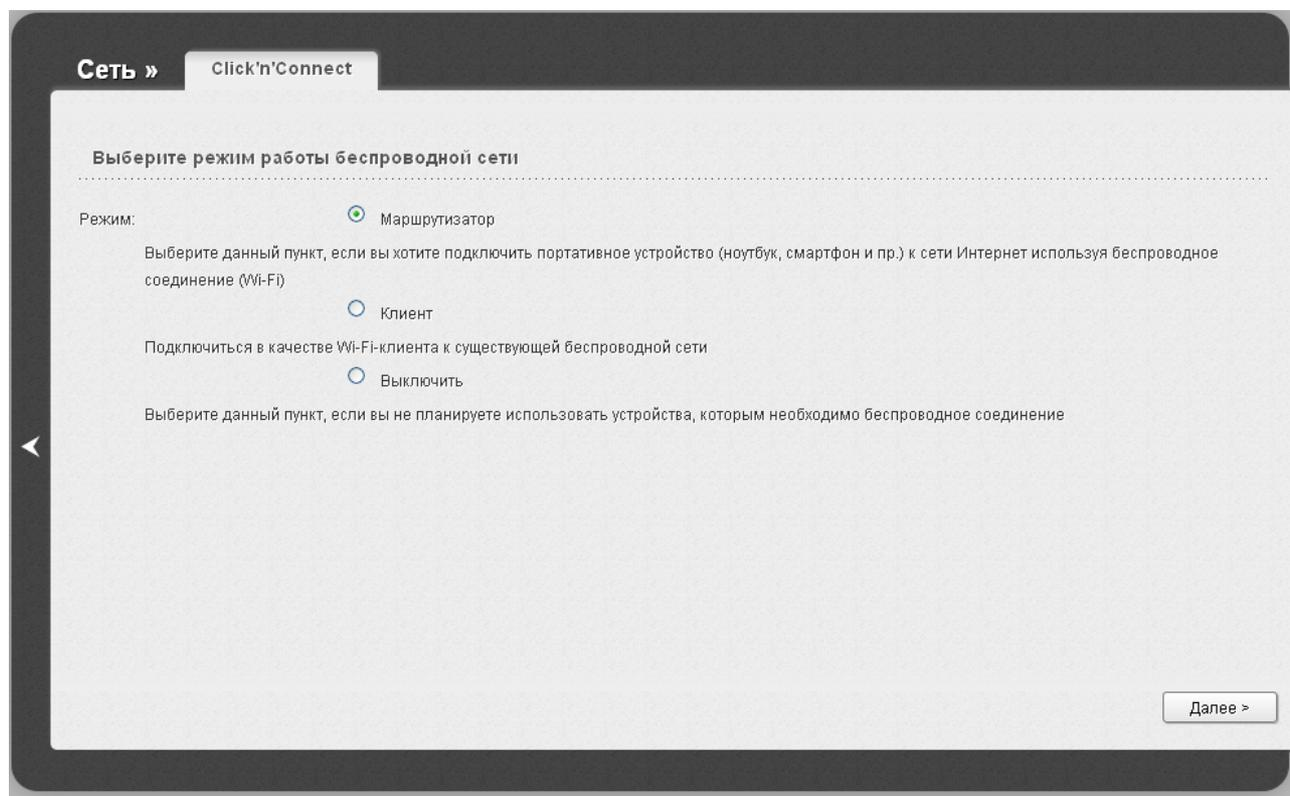 Сеть »
Click'n'Connect
Выберите режим работы беспроводной сети
Режим:
Маршрутизатор
Выберите данный пункт, если вы хотите подключить портативное устройство (ноутбук, смартфон и пр.) к сети Интернет используя беспроводное
соединение (Wi-Fi)
Клиент
Подключиться в качестве Wi-Fi-клиента к существующей беспроводной сети
Выключить
Выберите данный пункт, если вы не планируете использовать устройства, которым необходимо беспроводное соединение
Далее >